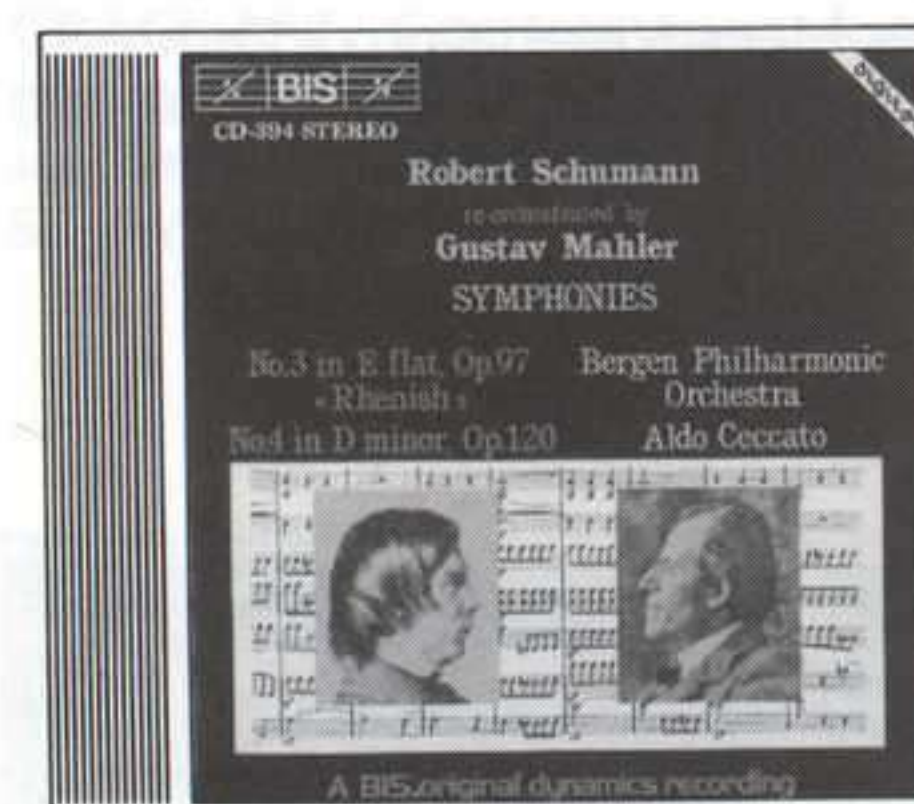 BIS
DIGITAL
CD-394 STEREO
Robert Schumann
re-orchestrated by
Gustav Mahler
SYMPHONIES
No.3 in E flat, Op.97
«Rhenish»
No.4 in D minor, Op.120
Bergen Philharmonic
Orchestra
Aldo Ceccato
A BIS original dynamics recording